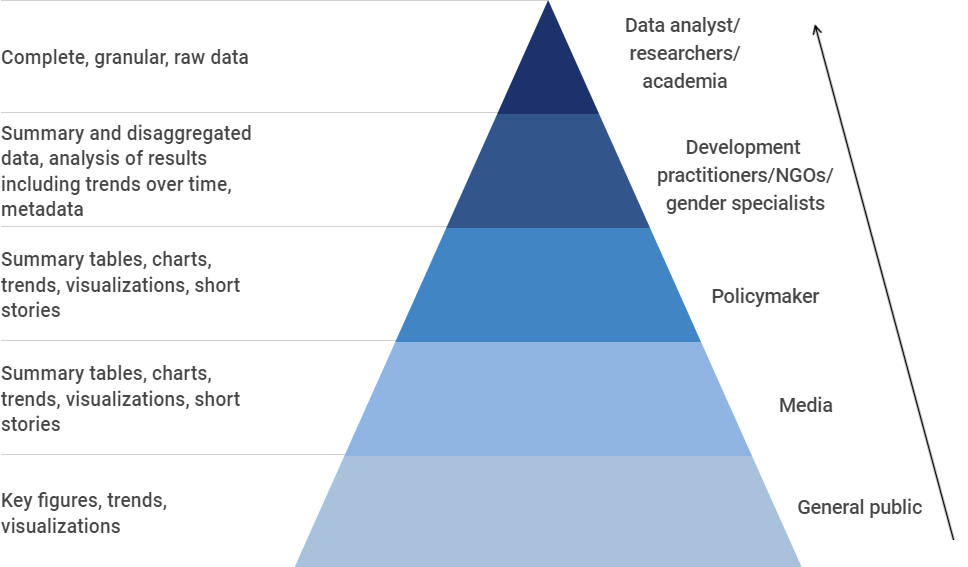 Complete, granular, raw data
Data analyst/
researchers/
academia
Summary and disaggregated
data, analysis of results
including trends over time,
metadata
Development
practitioners/NGOs/
gender specialists
Summary tables, charts,
trends, visualizations, short
stories
Policymaker
Summary tables, charts,
trends, visualizations, short
stories
Media
Key figures, trends,
visualizations
General public